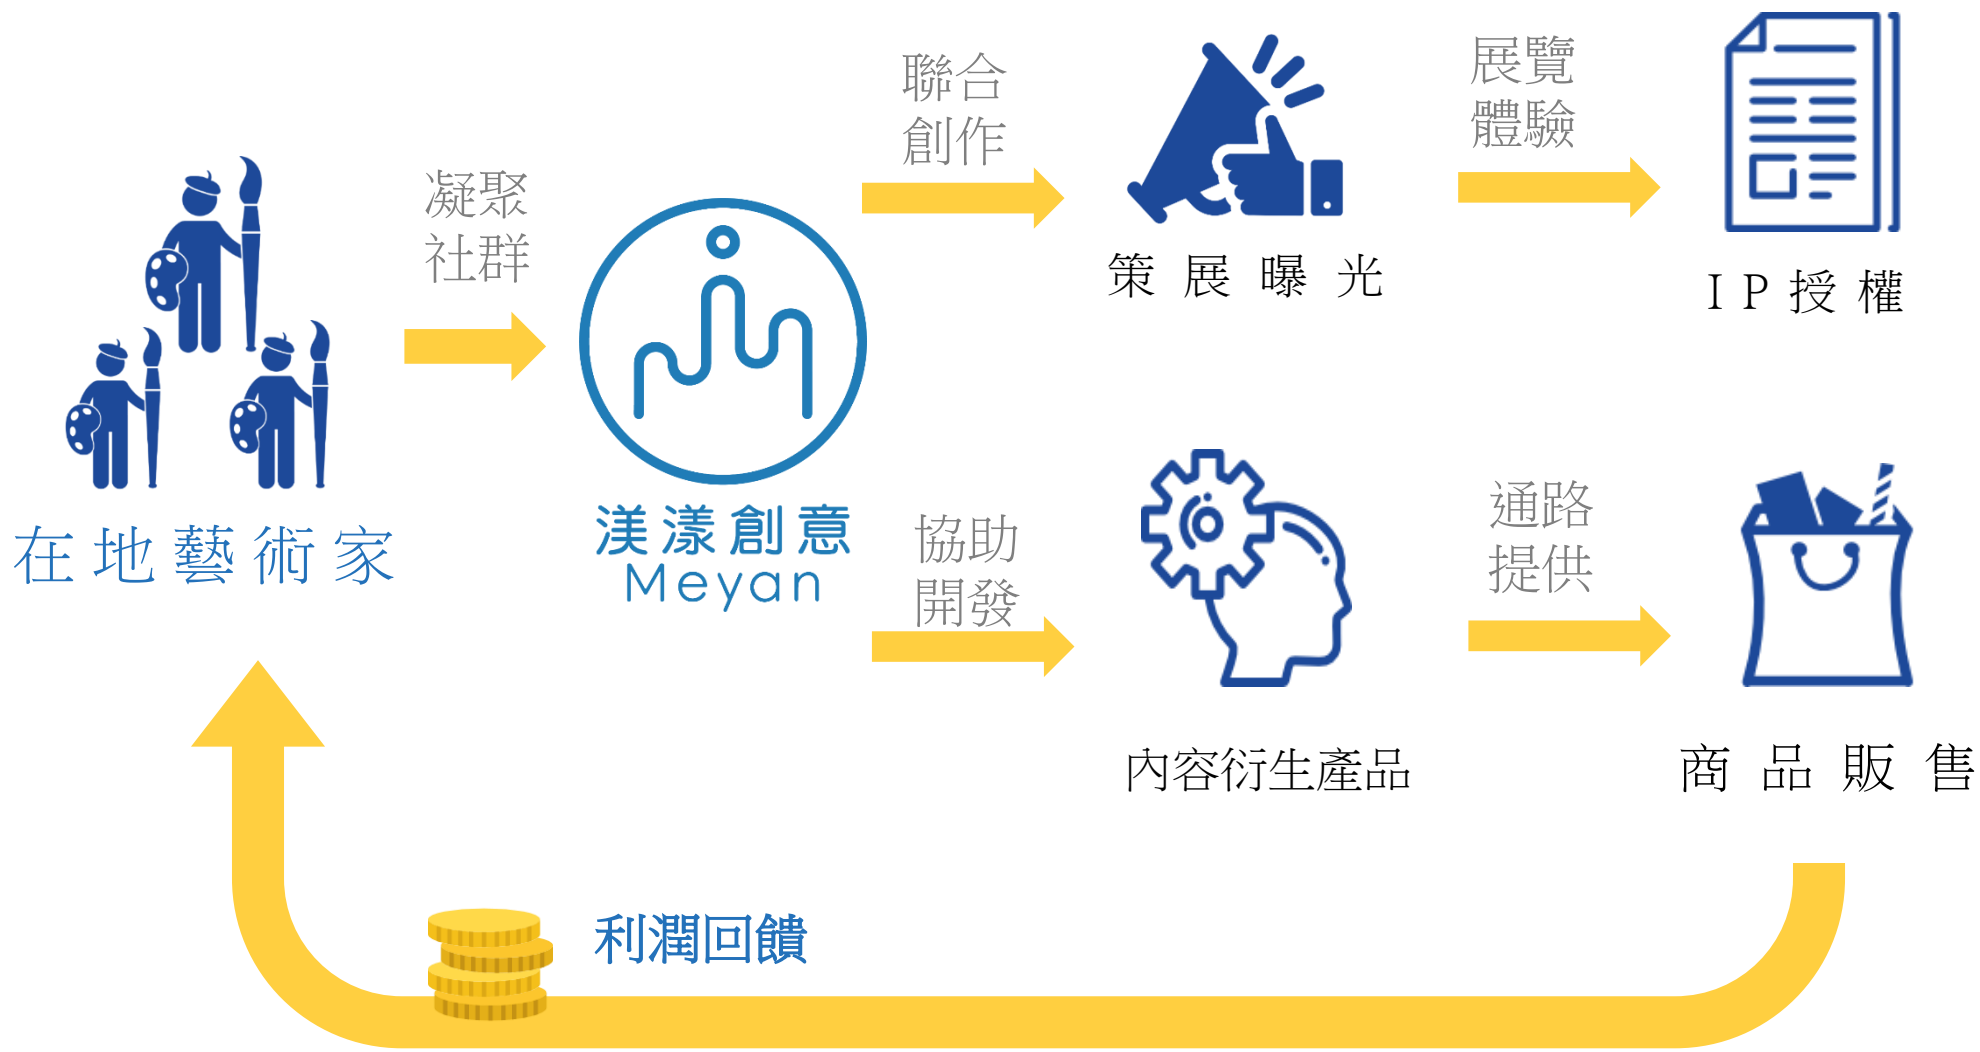 聯合
創作
展覽
體驗
凝聚
社群
策展曝光
IP授權
在地藝術家
渼漾創意
Meyan
協助
開發
通路
提供
內容衍生產品
商品販售
利潤回饋